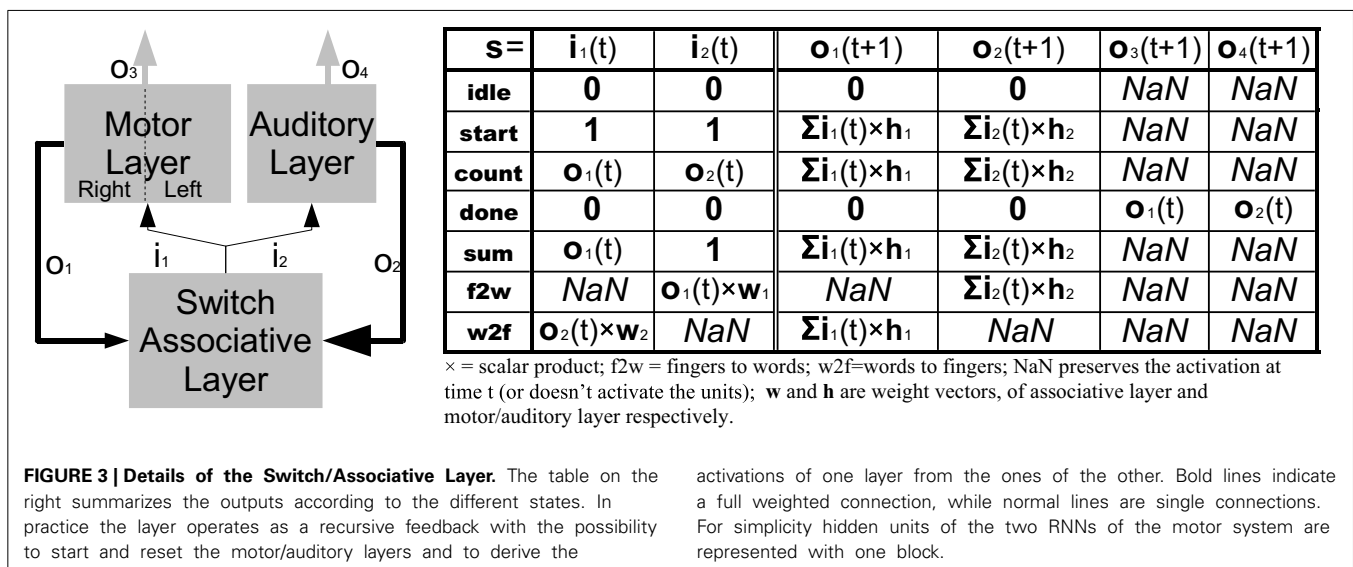 O3
O4
Motor
Layer
Right Left
Auditory
Layer
O1
i1
i2
O2
Switch
Associative
Layer
s= i1(t) i2(t) o1(t+1) o2(t+1) o3(t+1) o4(t+1)
idle 0 0 0 0 NaN NaN
start 1 1 Σi1(t)×h1 Σi2(t)×h2 NaN NaN
count o1(t) o2(t) Σi1(t)×h1 Σi2(t)×h2 NaN NaN
done 0 0 0 0 o1(t) o2(t)
sum o1(t) 1 Σi1(t)×h1 Σi2(t)×h2 NaN NaN
f2w NaN o1(t)×w1 NaN Σi2(t)×h2 NaN NaN
w2f o2(t)×w2 NaN Σi1(t)×h1 NaN NaN NaN
× = scalar product; f2w = fingers to words; w2f=words to fingers; NaN preserves the activation at
time t (or doesn't activate the units); w and h are weight vectors, of associative layer and
motor/auditory layer respectively.
FIGURE 3 | Details of the Switch/Associative Layer. The table on the
right summarizes the outputs according to the different states. In
practice the layer operates as a recursive feedback with the possibility
to start and reset the motor/auditory layers and to derive the
activations of one layer from the ones of the other. Bold lines indicate
a full weighted connection, while normal lines are single connections.
For simplicity hidden units of the two RNNs of the motor system are
represented with one block.